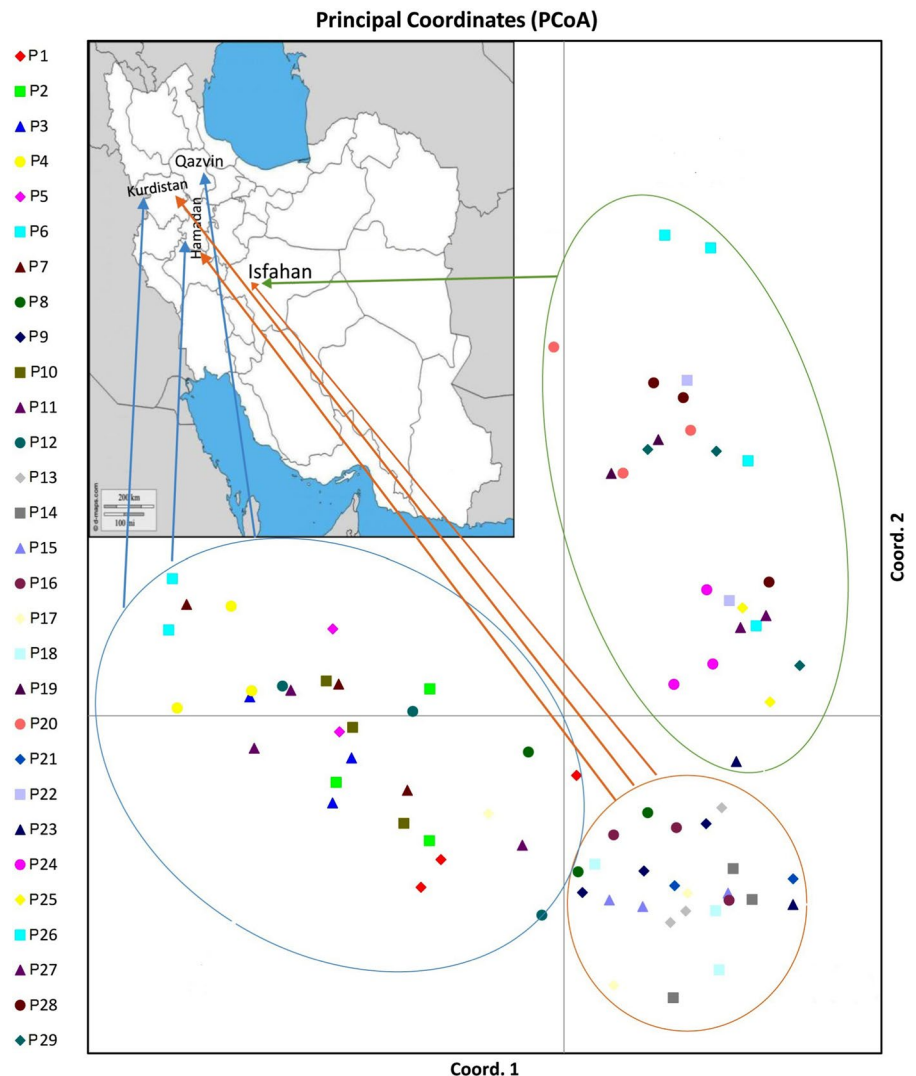 Principal Coordinates (PCoA)
P1
P2
P3
P4
P5
P6
P7
P8
P9
P10
P11
P12
P13
P14
P15
P16
P17
P18
P19
P20
P21
P22
P23
P24
P25
P26
P27
P28
P29
Qazvin
Kurdistan
Hamadan
Isfahan
200 km
100 mi
© d-maps.com
Coord. 2
Coord. 1